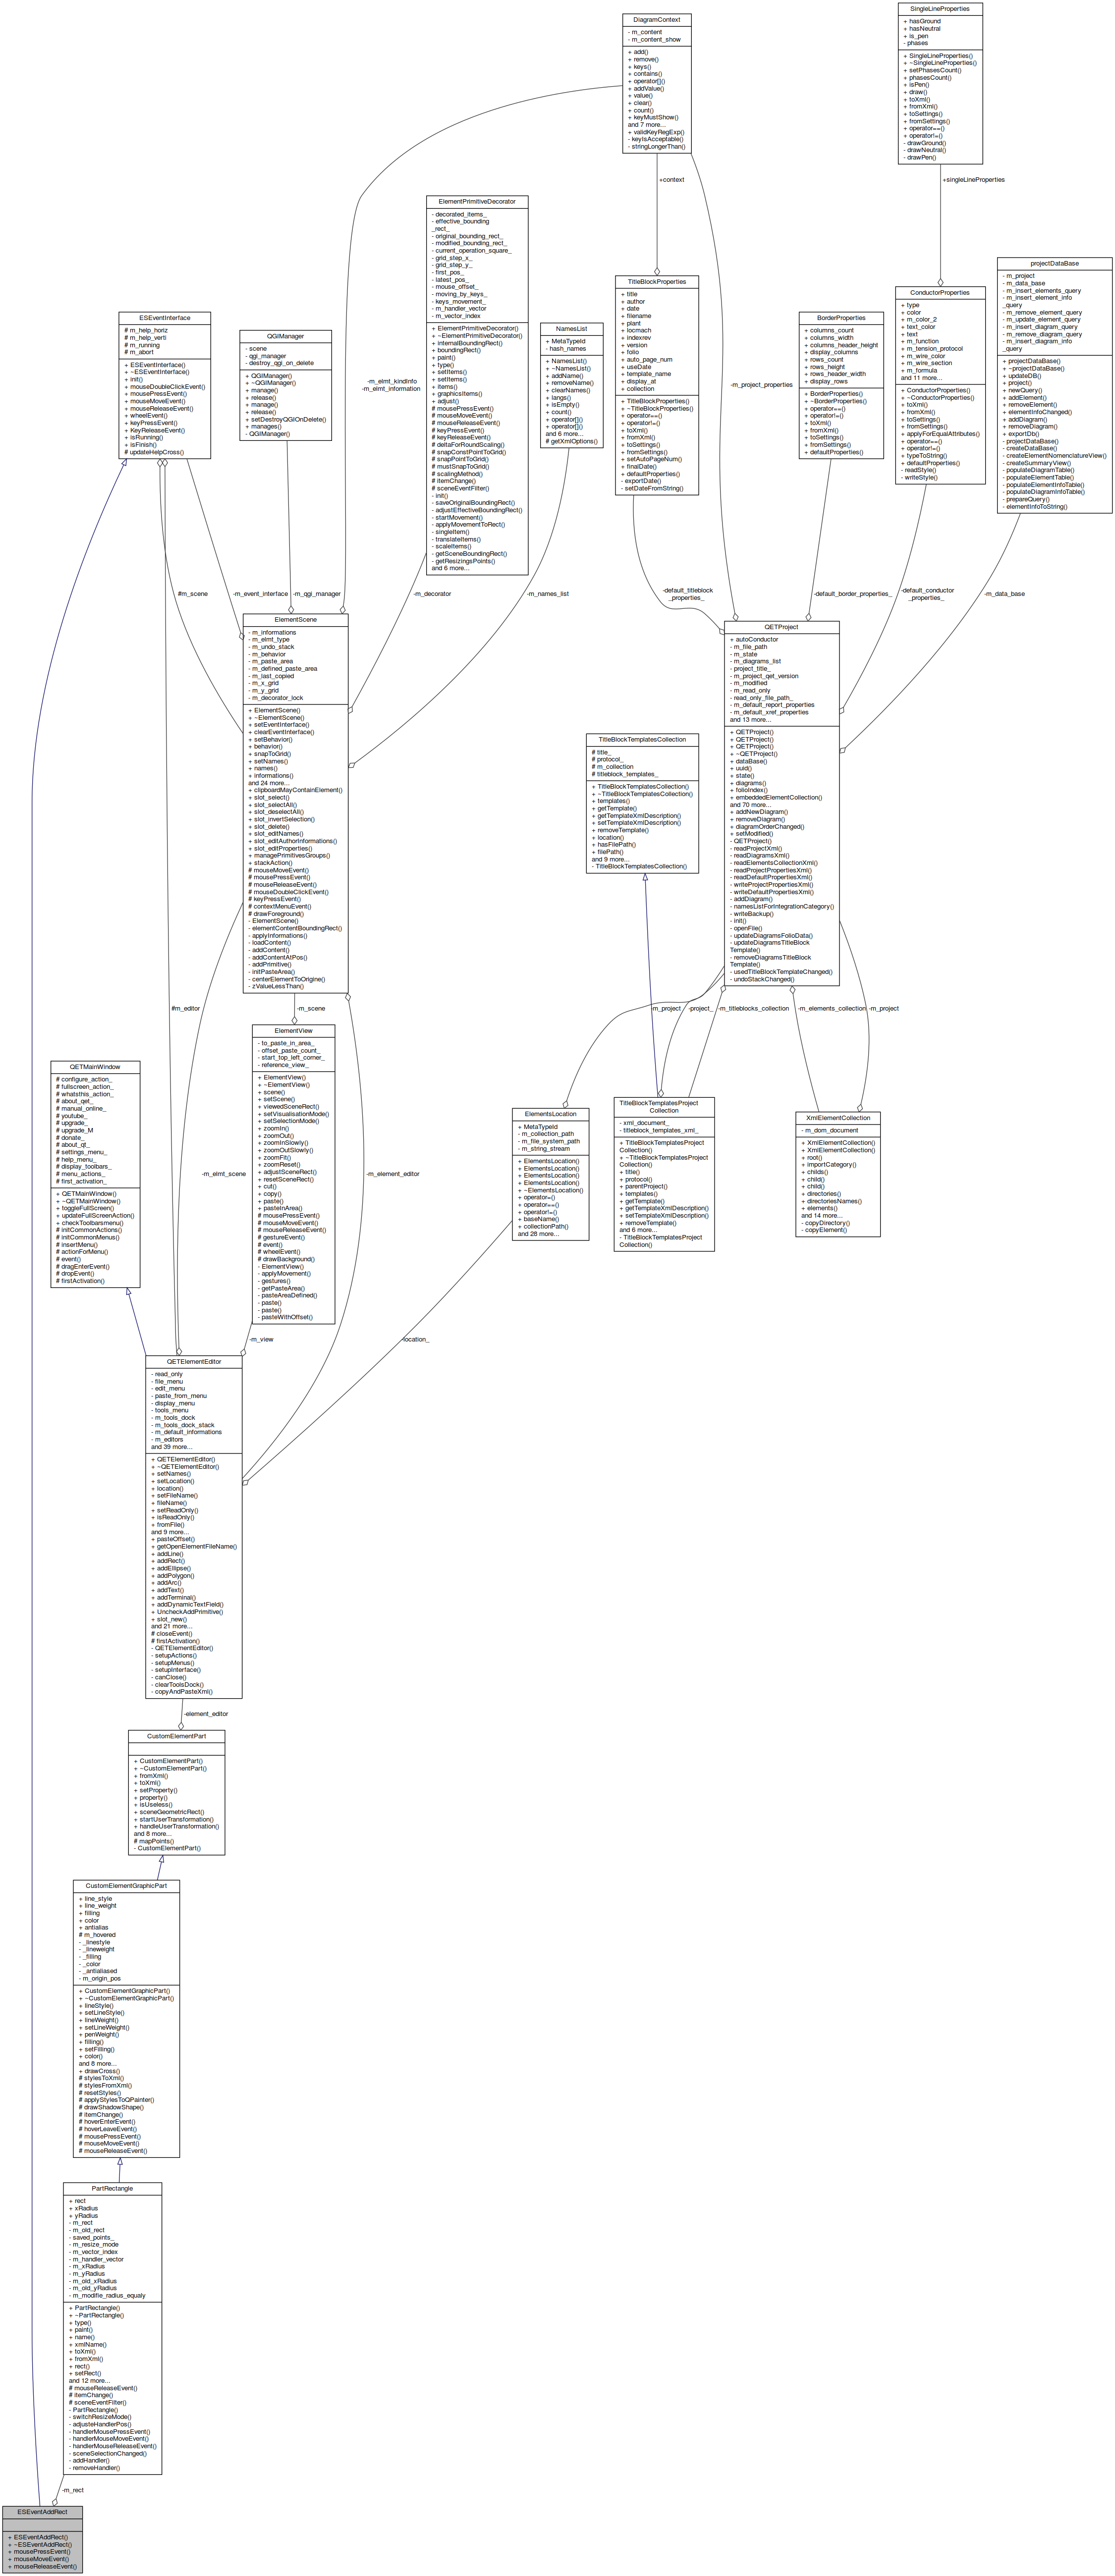 DiagramContext
- m_content
- m_content_show
+ add()
+ remove()
+ keys()
+ contains()
+ operator[]()
+ addValue()
+ value()
+ clear()
+ count()
+ keyMustShow()
and 7 more...
+ validKeyRegExp()
- keyIsAcceptable()
- stringLongerThan()
SingleLineProperties
+ hasGround
+ hasNeutral
+ is_pen
- phases
+ SingleLineProperties()
+ ~SingleLineProperties()
+ setPhasesCount()
+ phasesCount()
+ isPen()
+ draw()
+ toXml()
+ fromXml()
+ toSettings()
+ fromSettings()
+ operator==()
+ operator!=()
- drawGround()
- drawNeutral()
- drawPen()
+context
+singleLineProperties
ElementPrimitiveDecorator
- decorated_items_
- effective_bounding
_rect_
- original_bounding_rect_
- modified_bounding_rect_
- current_operation_square_
- grid_step_x_
- grid_step_y_
- first_pos_
- latest_pos_
- mouse_offset_
- moving_by_keys_
- keys_movement_
- m_handler_vector
- m_vector_index
+ ElementPrimitiveDecorator()
+ ~ElementPrimitiveDecorator()
+ internalBoundingRect()
+ boundingRect()
+ paint()
+ type()
+ setItems()
+ setItems()
+ items()
+ graphicsItems()
+ adjust()
# mousePressEvent()
# mouseMoveEvent()
# mouseReleaseEvent()
# keyPressEvent()
# keyReleaseEvent()
# deltaForRoundScaling()
# snapConstPointToGrid()
# snapPointToGrid()
# mustSnapToGrid()
# scalingMethod()
# itemChange()
# sceneEventFilter()
- init()
- saveOriginalBoundingRect()
- adjustEffectiveBoundingRect()
- startMovement()
- applyMovementToRect()
- singleItem()
- translateItems()
- scaleItems()
- getSceneBoundingRect()
- getResizingsPoints()
and 6 more...
ESEventInterface
# m_help_horiz
# m_help_verti
# m_running
# m_abort
+ ESEventInterface()
+ ~ESEventInterface()
+ init()
+ mouseDoubleClickEvent()
+ mousePressEvent()
+ mouseMoveEvent()
+ mouseReleaseEvent()
+ wheelEvent()
+ keyPressEvent()
+ KeyReleaseEvent()
+ isRunning()
+ isFinish()
# updateHelpCross()
QGIManager
- scene
- qgi_manager
- destroy_qgi_on_delete
+ QGIManager()
+ ~QGIManager()
+ manage()
+ release()
+ manage()
+ release()
+ setDestroyQGIOnDelete()
+ manages()
- QGIManager()
NamesList
+ MetaTypeId
- hash_names
+ NamesList()
+ ~NamesList()
+ addName()
+ removeName()
+ clearNames()
+ langs()
+ isEmpty()
+ count()
+ operator[]()
+ operator[]()
and 6 more...
# getXmlOptions()
TitleBlockProperties
+ title
+ author
+ date
+ filename
+ plant
+ locmach
+ indexrev
+ version
+ folio
+ auto_page_num
+ useDate
+ template_name
+ display_at
+ collection
+ TitleBlockProperties()
+ ~TitleBlockProperties()
+ operator==()
+ operator!=()
+ toXml()
+ fromXml()
+ toSettings()
+ fromSettings()
+ setAutoPageNum()
+ finalDate()
+ defaultProperties()
- exportDate()
- setDateFromString()
BorderProperties
+ columns_count
+ columns_width
+ columns_header_height
+ display_columns
+ rows_count
+ rows_height
+ rows_header_width
+ display_rows
+ BorderProperties()
+ ~BorderProperties()
+ operator==()
+ operator!=()
+ toXml()
+ fromXml()
+ toSettings()
+ fromSettings()
+ defaultProperties()
ConductorProperties
+ type
+ color
+ m_color_2
+ text_color
+ text
+ m_function
+ m_tension_protocol
+ m_wire_color
+ m_wire_section
+ m_formula
and 11 more...
+ ConductorProperties()
+ ~ConductorProperties()
+ toXml()
+ fromXml()
+ toSettings()
+ fromSettings()
+ applyForEqualAttributes()
+ operator==()
+ operator!=()
+ typeToString()
+ defaultProperties()
- readStyle()
- writeStyle()
projectDataBase
- m_project
- m_data_base
- m_insert_elements_query
- m_insert_element_info
_query
- m_remove_element_query
- m_update_element_query
- m_insert_diagram_query
- m_remove_diagram_query
- m_insert_diagram_info
_query
+ projectDataBase()
+ ~projectDataBase()
+ updateDB()
+ project()
+ newQuery()
+ addElement()
+ removeElement()
+ elementInfoChanged()
+ addDiagram()
+ removeDiagram()
+ exportDb()
- projectDataBase()
- createDataBase()
- createElementNomenclatureView()
- createSummaryView()
- populateDiagramTable()
- populateElementTable()
- populateElementInfoTable()
- populateDiagramInfoTable()
- prepareQuery()
- elementInfoToString()
-m_elmt_kindInfo
-m_elmt_information
-m_project_properties
#m_scene
-m_event_interface
-m_qgi_manager
-m_decorator
-m_names_list
-default_titleblock
_properties_
-default_border_properties_
-default_conductor
_properties_
-m_data_base
ElementScene
- m_informations
- m_elmt_type
- m_undo_stack
- m_behavior
- m_paste_area
- m_defined_paste_area
- m_last_copied
- m_x_grid
- m_y_grid
- m_decorator_lock
+ ElementScene()
+ ~ElementScene()
+ setEventInterface()
+ clearEventInterface()
+ setBehavior()
+ behavior()
+ snapToGrid()
+ setNames()
+ names()
+ informations()
and 24 more...
+ clipboardMayContainElement()
+ slot_select()
+ slot_selectAll()
+ slot_deselectAll()
+ slot_invertSelection()
+ slot_delete()
+ slot_editNames()
+ slot_editAuthorInformations()
+ slot_editProperties()
+ managePrimitivesGroups()
+ stackAction()
# mouseMoveEvent()
# mousePressEvent()
# mouseReleaseEvent()
# mouseDoubleClickEvent()
# keyPressEvent()
# contextMenuEvent()
# drawForeground()
- ElementScene()
- elementContentBoundingRect()
- applyInformations()
- loadContent()
- addContent()
- addContentAtPos()
- addPrimitive()
- initPasteArea()
- centerElementToOrigine()
- zValueLessThan()
QETProject
+ autoConductor
- m_file_path
- m_state
- m_diagrams_list
- project_title_
- m_project_qet_version
- m_modified
- m_read_only
- read_only_file_path_
- m_default_report_properties
- m_default_xref_properties
and 13 more...
+ QETProject()
+ QETProject()
+ QETProject()
+ ~QETProject()
+ dataBase()
+ uuid()
+ state()
+ diagrams()
+ folioIndex()
+ embeddedElementCollection()
and 70 more...
+ addNewDiagram()
+ removeDiagram()
+ diagramOrderChanged()
+ setModified()
- QETProject()
- readProjectXml()
- readDiagramsXml()
- readElementsCollectionXml()
- readProjectPropertiesXml()
- readDefaultPropertiesXml()
- writeProjectPropertiesXml()
- writeDefaultPropertiesXml()
- addDiagram()
- namesListForIntegrationCategory()
- writeBackup()
- init()
- openFile()
- updateDiagramsFolioData()
- updateDiagramsTitleBlock
Template()
- removeDiagramsTitleBlock
Template()
- usedTitleBlockTemplateChanged()
- undoStackChanged()
TitleBlockTemplatesCollection
# title_
# protocol_
# m_collection
# titleblock_templates_
+ TitleBlockTemplatesCollection()
+ ~TitleBlockTemplatesCollection()
+ templates()
+ getTemplate()
+ getTemplateXmlDescription()
+ setTemplateXmlDescription()
+ removeTemplate()
+ location()
+ hasFilePath()
+ filePath()
and 9 more...
- TitleBlockTemplatesCollection()
#m_editor
-m_scene
-m_project
-project_
-m_titleblocks_collection
-m_elements_collection
-m_project
ElementView
- to_paste_in_area_
- offset_paste_count_
- start_top_left_corner_
- reference_view_
+ ElementView()
+ ~ElementView()
+ scene()
+ setScene()
+ viewedSceneRect()
+ setVisualisationMode()
+ setSelectionMode()
+ zoomIn()
+ zoomOut()
+ zoomInSlowly()
+ zoomOutSlowly()
+ zoomFit()
+ zoomReset()
+ adjustSceneRect()
+ resetSceneRect()
+ cut()
+ copy()
+ paste()
+ pasteInArea()
# mousePressEvent()
# mouseMoveEvent()
# mouseReleaseEvent()
# gestureEvent()
# event()
# wheelEvent()
# drawBackground()
- ElementView()
- applyMovement()
- gestures()
- getPasteArea()
- pasteAreaDefined()
- paste()
- paste()
- pasteWithOffset()
QETMainWindow
# configure_action_
# fullscreen_action_
# whatsthis_action_
# about_qet_
# manual_online_
# youtube_
# upgrade_
# upgrade_M
# donate_
# about_qt_
# settings_menu_
# help_menu_
# display_toolbars_
# menu_actions_
# first_activation_
+ QETMainWindow()
+ ~QETMainWindow()
+ toggleFullScreen()
+ updateFullScreenAction()
+ checkToolbarsmenu()
# initCommonActions()
# initCommonMenus()
# insertMenu()
# actionForMenu()
# event()
# dragEnterEvent()
# dropEvent()
# firstActivation()
ElementsLocation
+ MetaTypeId
- m_collection_path
- m_file_system_path
- m_string_stream
+ ElementsLocation()
+ ElementsLocation()
+ ElementsLocation()
+ ElementsLocation()
+ ~ElementsLocation()
+ operator=()
+ operator==()
+ operator!=()
+ baseName()
+ collectionPath()
and 28 more...
TitleBlockTemplatesProject
Collection
- xml_document_
- titleblock_templates_xml_
+ TitleBlockTemplatesProject
Collection()
+ ~TitleBlockTemplatesProject
Collection()
+ title()
+ protocol()
+ parentProject()
+ templates()
+ getTemplate()
+ getTemplateXmlDescription()
+ setTemplateXmlDescription()
+ removeTemplate()
and 6 more...
- TitleBlockTemplatesProject
Collection()
XmlElementCollection
- m_dom_document
+ XmlElementCollection()
+ XmlElementCollection()
+ root()
+ importCategory()
+ childs()
+ child()
+ child()
+ directories()
+ directoriesNames()
+ elements()
and 14 more...
- copyDirectory()
- copyElement()
-m_elmt_scene
-m_element_editor
-m_view
-location_
QETElementEditor
- read_only
- file_menu
- edit_menu
- paste_from_menu
- display_menu
- tools_menu
- m_tools_dock
- m_tools_dock_stack
- m_default_informations
- m_editors
and 39 more...
+ QETElementEditor()
+ ~QETElementEditor()
+ setNames()
+ setLocation()
+ location()
+ setFileName()
+ fileName()
+ setReadOnly()
+ isReadOnly()
+ fromFile()
and 9 more...
+ pasteOffset()
+ getOpenElementFileName()
+ addLine()
+ addRect()
+ addEllipse()
+ addPolygon()
+ addArc()
+ addText()
+ addTerminal()
+ addDynamicTextField()
+ UncheckAddPrimitive()
+ slot_new()
and 21 more...
# closeEvent()
# firstActivation()
- QETElementEditor()
- setupActions()
- setupMenus()
- setupInterface()
- canClose()
- clearToolsDock()
- copyAndPasteXml()
-element_editor
CustomElementPart
+ CustomElementPart()
+ ~CustomElementPart()
+ fromXml()
+ toXml()
+ setProperty()
+ property()
+ isUseless()
+ sceneGeometricRect()
+ startUserTransformation()
+ handleUserTransformation()
and 8 more...
# mapPoints()
- CustomElementPart()
CustomElementGraphicPart
+ line_style
+ line_weight
+ filling
+ color
+ antialias
# m_hovered
- _linestyle
- _lineweight
- _filling
- _color
- _antialiased
- m_origin_pos
+ CustomElementGraphicPart()
+ ~CustomElementGraphicPart()
+ lineStyle()
+ setLineStyle()
+ lineWeight()
+ setLineWeight()
+ penWeight()
+ filling()
+ setFilling()
+ color()
and 8 more...
+ drawCross()
# stylesToXml()
# stylesFromXml()
# resetStyles()
# applyStylesToQPainter()
# drawShadowShape()
# itemChange()
# hoverEnterEvent()
# hoverLeaveEvent()
# mousePressEvent()
# mouseMoveEvent()
# mouseReleaseEvent()
PartRectangle
+ rect
+ xRadius
+ yRadius
- m_rect
- m_old_rect
- saved_points_
- m_resize_mode
- m_vector_index
- m_handler_vector
- m_xRadius
- m_yRadius
- m_old_xRadius
- m_old_yRadius
- m_modifie_radius_equaly
+ PartRectangle()
+ ~PartRectangle()
+ type()
+ paint()
+ name()
+ xmlName()
+ toXml()
+ fromXml()
+ rect()
+ setRect()
and 12 more...
# mouseReleaseEvent()
# itemChange()
# sceneEventFilter()
- PartRectangle()
- switchResizeMode()
- adjusteHandlerPos()
- handlerMousePressEvent()
- handlerMouseMoveEvent()
- handlerMouseReleaseEvent()
- sceneSelectionChanged()
- addHandler()
- removeHandler()
-m_rect
ESEventAddRect
+ ESEventAddRect()
+ ~ESEventAddRect()
+ mousePressEvent()
+ mouseMoveEvent()
+ mouseReleaseEvent()